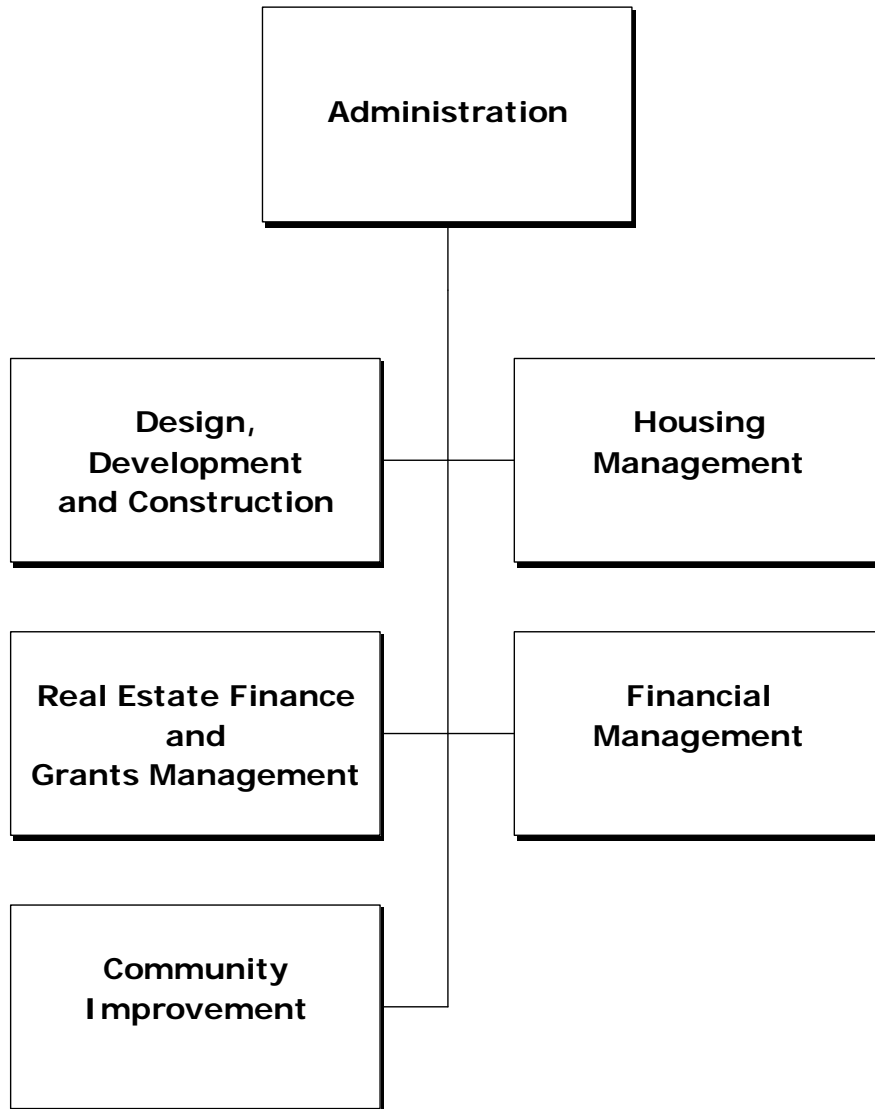 Administration
Design,
Development
and Construction
Housing
Management
Real Estate Finance
and
Grants Management
Financial
Management
Community
Improvement